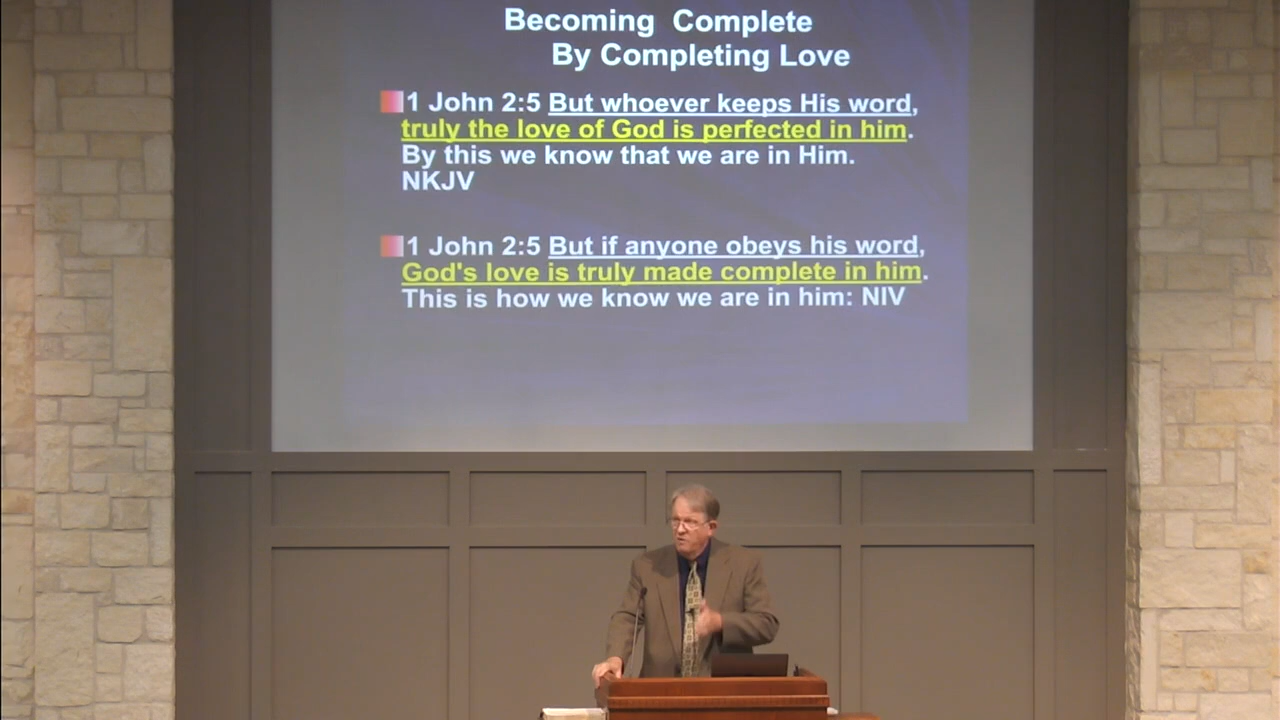 Becoming Complete
By Completing Love
1 John 2:5 But whoever keeps His word,
truly the love of God is perfected in him.
By this we know that we are in Him.
NKJV
1 John 2:5 But if anyone obeys his word,
God's love is truly made complete in him.
This is how we know we are in him: NIV